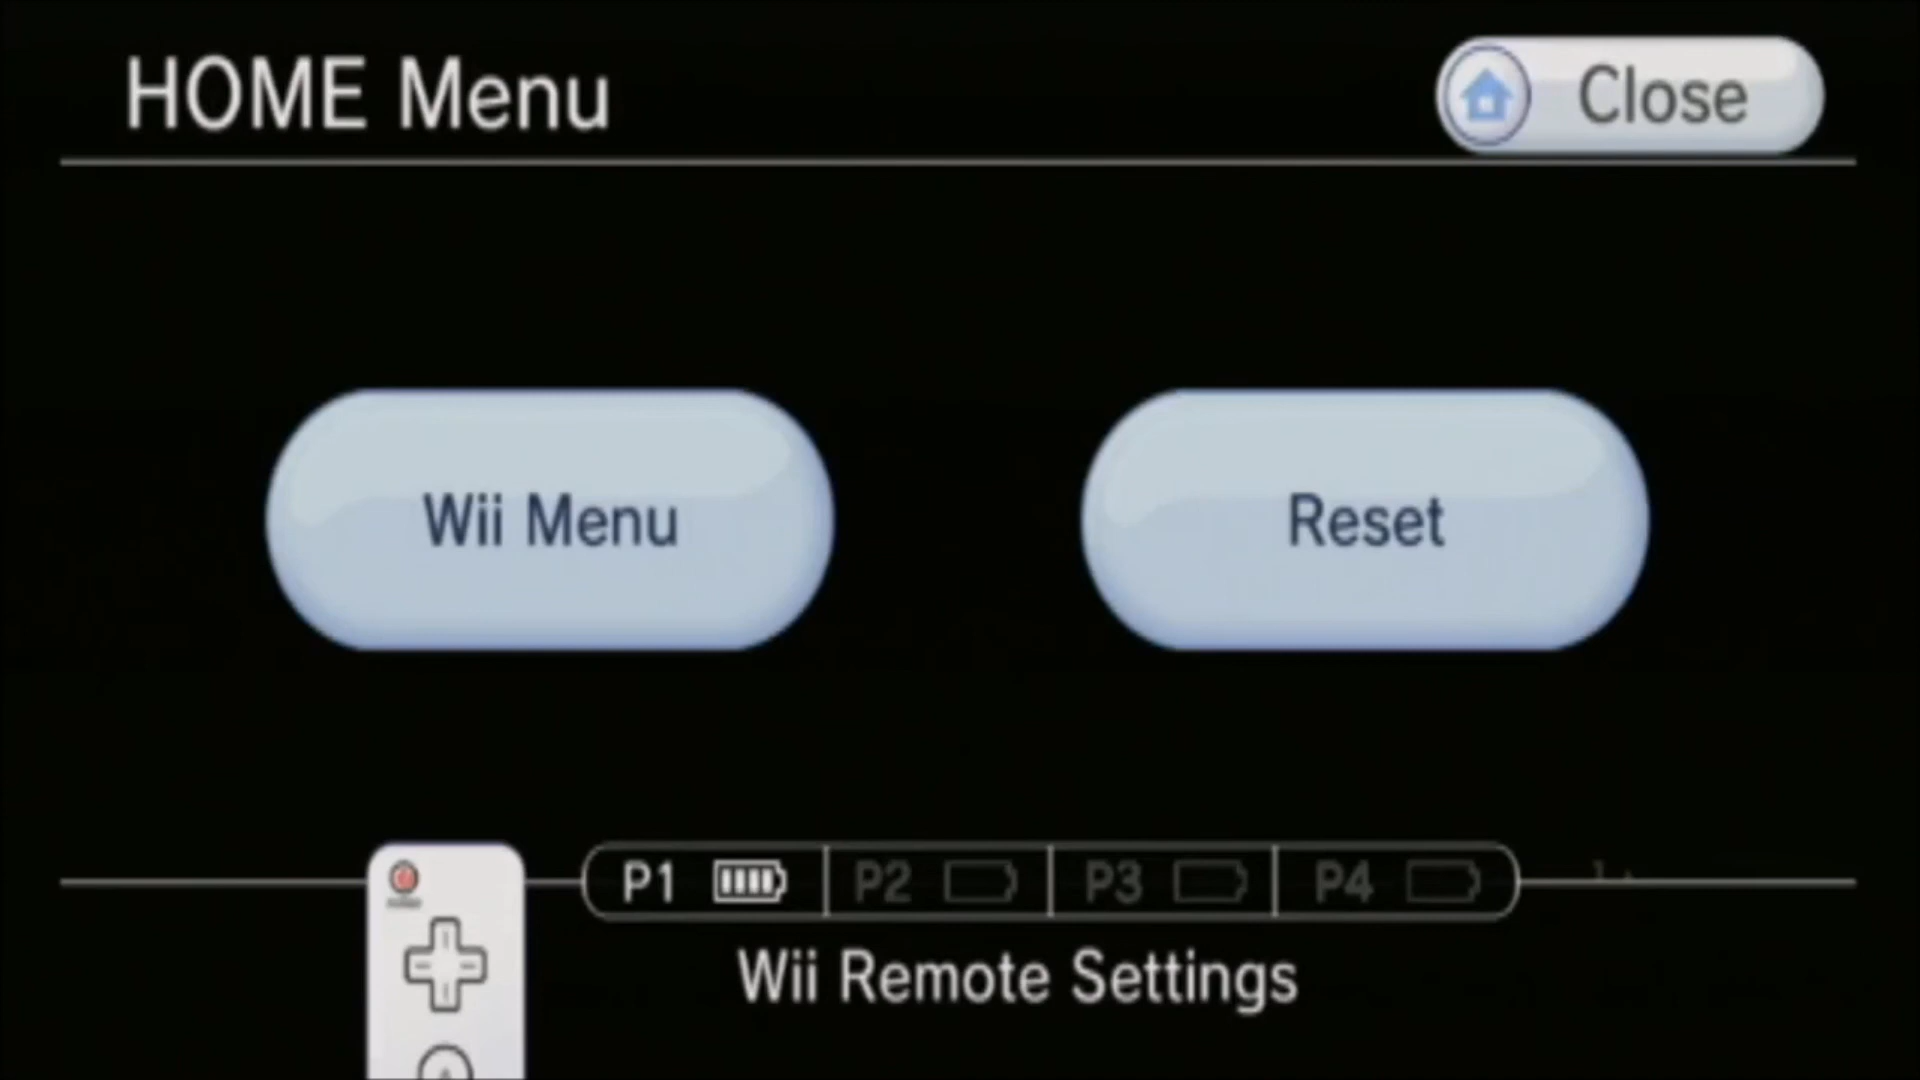 HOME Menu
Close
Wii Menu
Reset
P1 P2 P3 P4
Wii Remote Settings